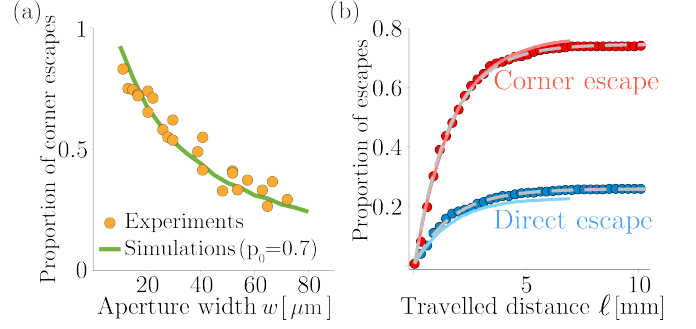 (a)
Proportion of corner escapes
1
0.5
0
Experiments
Simulations (p₀=0.7)
20 40 60 80
Aperture width w [ μm]
(b)
Proportion of escapes
0.8
0.6
0.4
0.2
Corner escape
Direct escape
5 10
Travelled distance ℓ [mm]